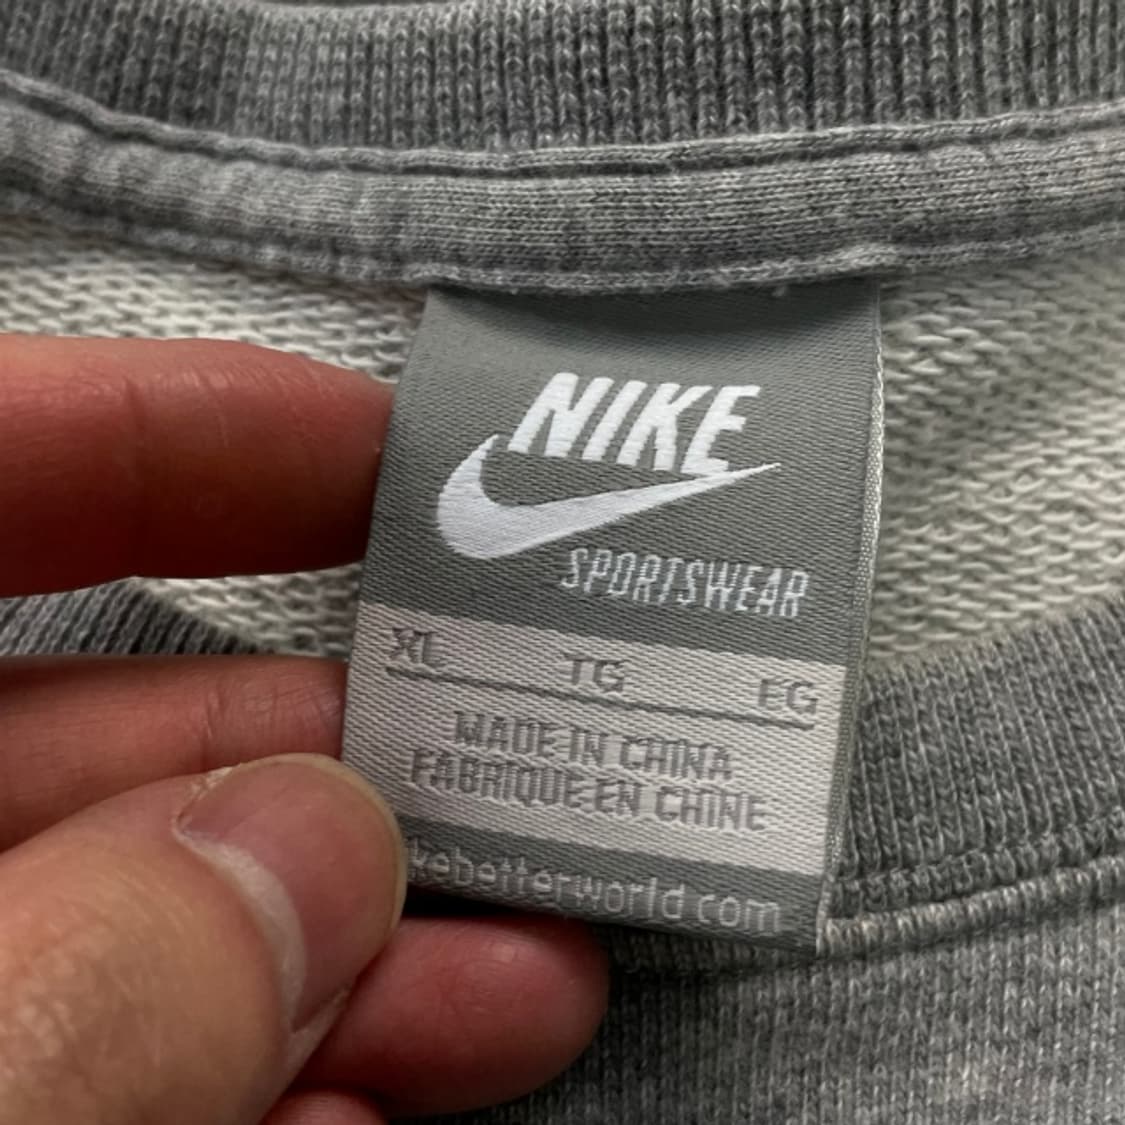 NIKE
SPORTSWEAR
XL TG EG
MADE IN CHINA
FABRIQUE EN CHINE
kebetterworld.com